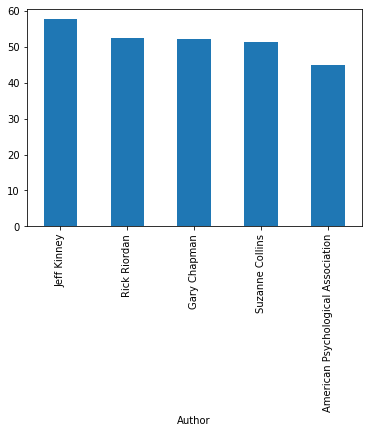 60
50
40
30
20
10
0
Jeff Kinney
Rick Riordan
Gary Chapman
Suzanne Collins
American Psychological Association
Author